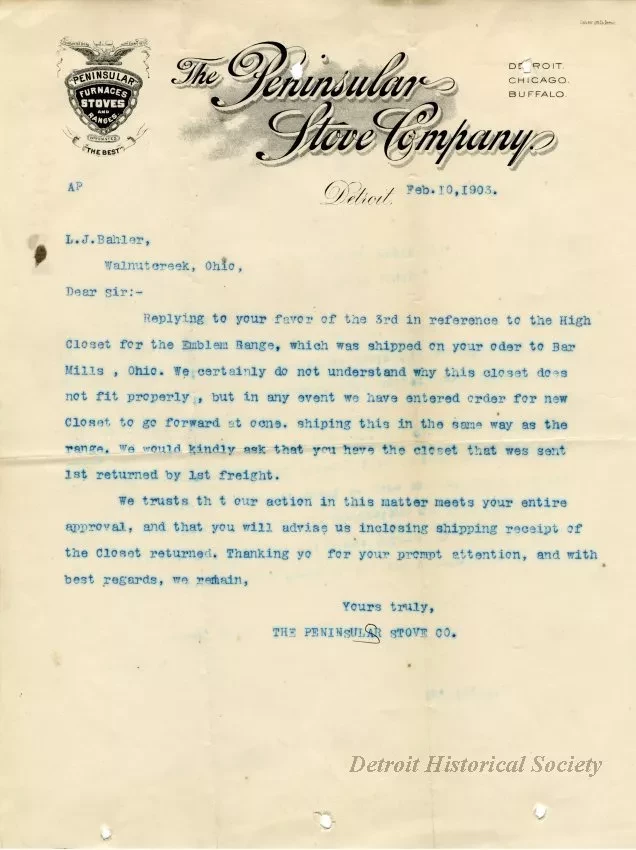 PENINSULAR
FURNACES
STOVES
AND
RANGES
"THE BEST"
The Peninsular
Stove Company.
DETROIT.
CHICAGO.
BUFFALO.
AP
Detroit, Feb.10,1903.
L.J.Bahler,
Walnutcreek, Ohio,
Dear sir:-
Replying to your favor of the 3rd in reference to the High
Closet for the Emblem Range, which was shipped on your oder to Bar
Mills , Ohio. We certainly do not understand why this closet does
not fit properly , but in any event we have entered order for new
Closet to go forward at oone. shiping this in the same way as the
range. We would kindly ask that you have the closet that wes sent
1st returned by 1st freight.
We trusts th t our action in this matter meets your entire
approval, and that you will advise us inclosing shipping receipt of
the Closet returned. Thanking yo  for your prompt attention, and with
best regards, we remain,
Yours truly,
THE PENINSULAR STOVE CO.
Detroit Historical Society